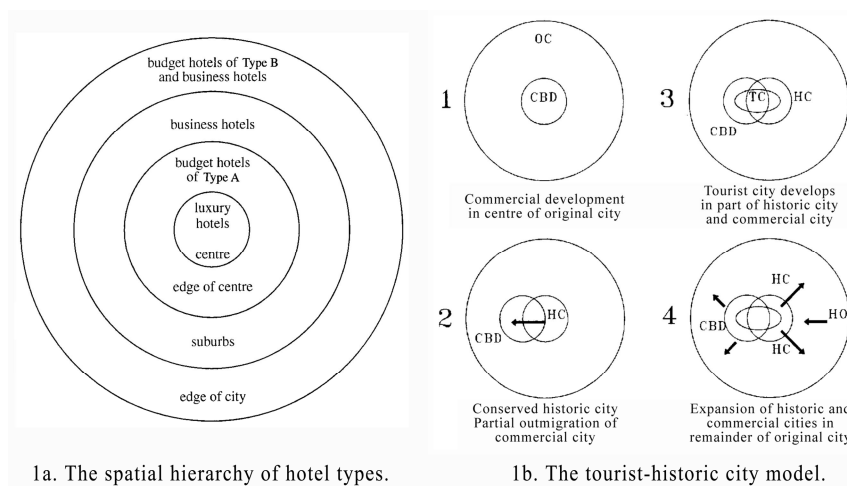 budget hotels of Type B
and business hotels
business hotels
budget hotels
of Type A
luxury
hotels
centre
edge of centre
suburbs
edge of city
1a. The spatial hierarchy of hotel types.
1
OC
CBD
Commercial development
in centre of original city
2
HC
CBD
Conserved historic city
Partial outmigration of
commercial city
3
TC
HC
CBD
Tourist city develops
in part of historic city
and commercial city
4
HC
CBD
HO
HC
Expansion of historic and
commercial cities in
remainder of original city
1b. The tourist-historic city model.